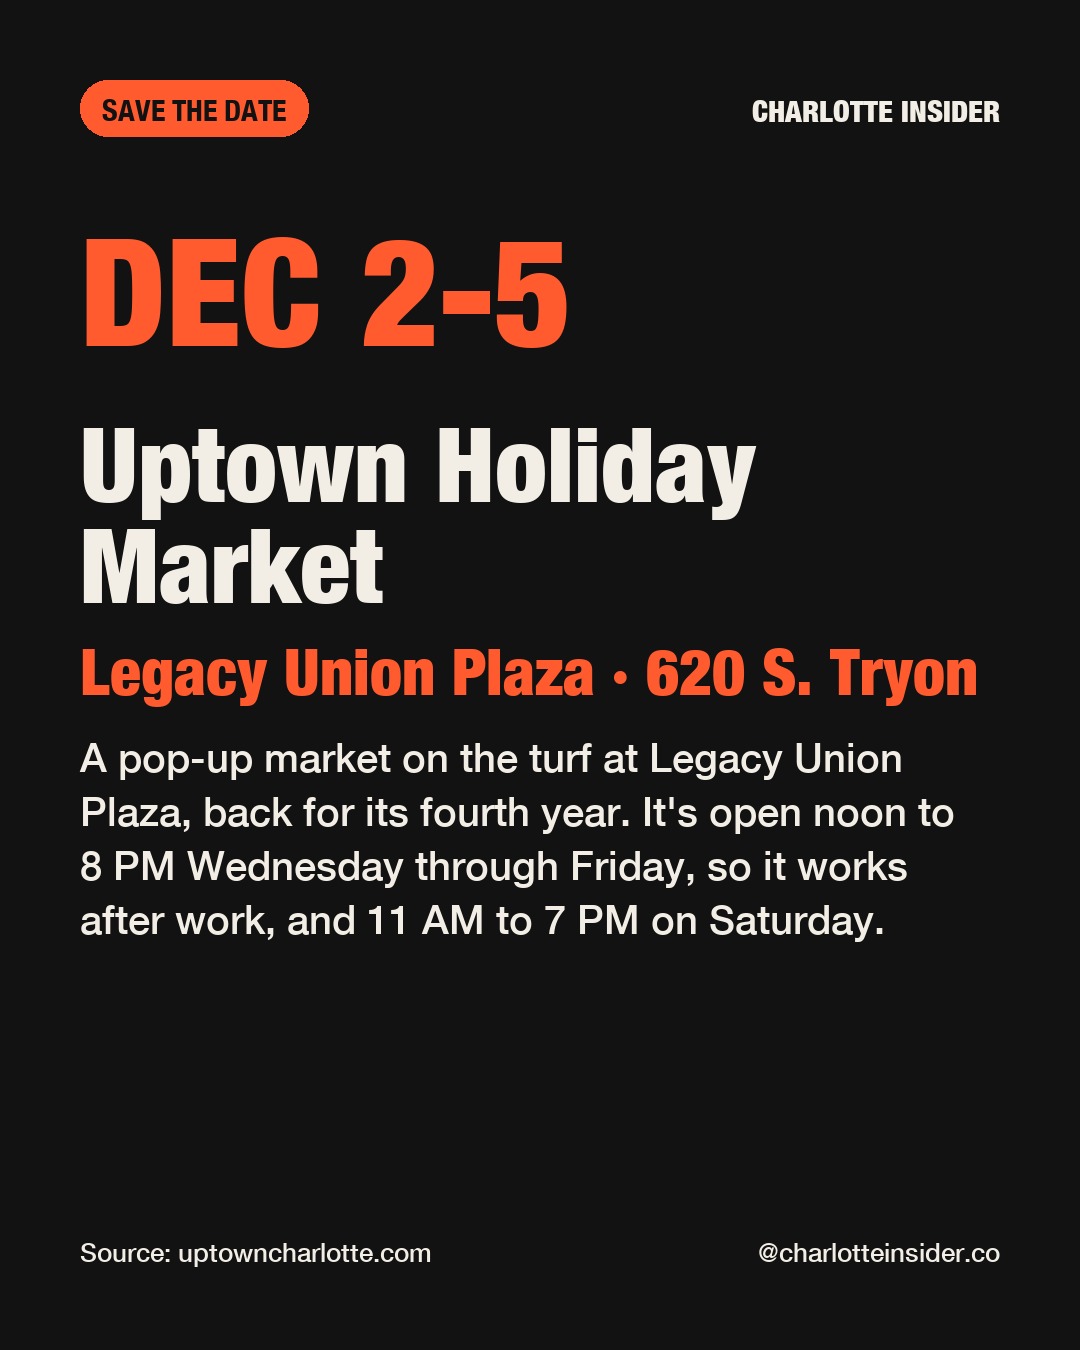 SAVE THE DATE
CHARLOTTE INSIDER
DEC 2-5
Uptown Holiday
Market
Legacy Union Plaza · 620 S. Tryon
A pop-up market on the turf at Legacy Union
Plaza, back for its fourth year. It's open noon to
8 PM Wednesday through Friday, so it works
after work, and 11 AM to 7 PM on Saturday.
Source: uptowncharlotte.com
@charlotteinsider.co